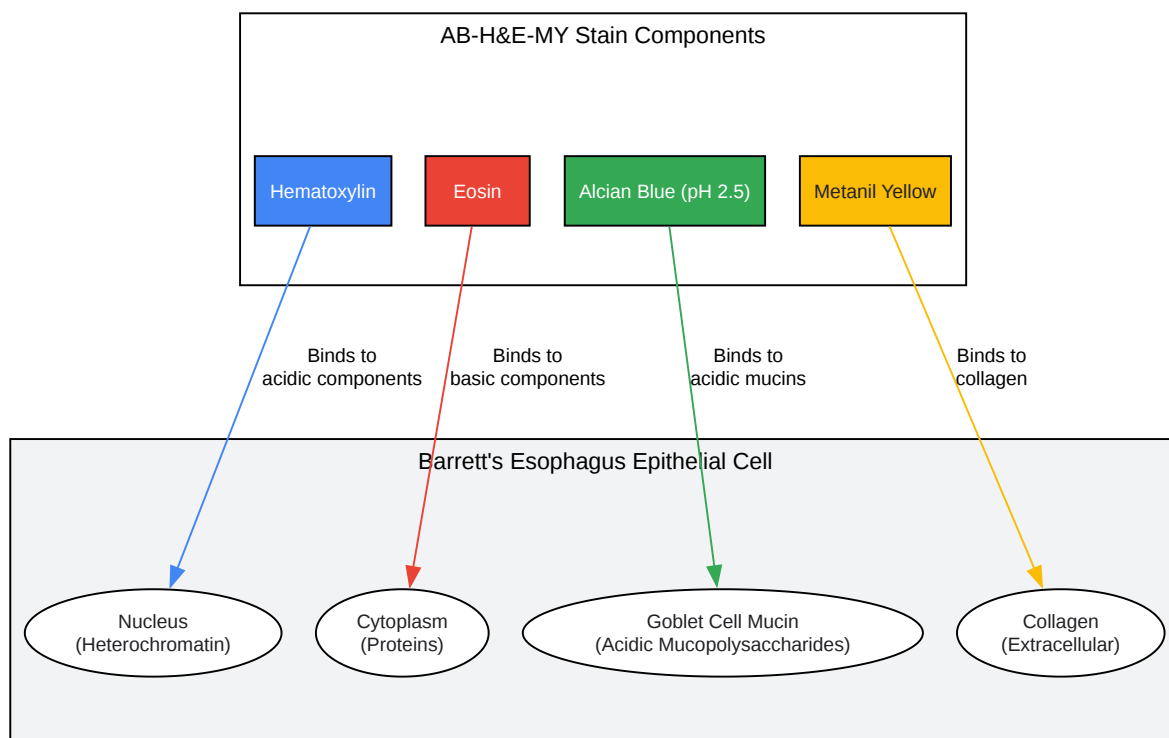 AB-H&E-MY Stain Components
Hematoxylin
Eosin
Alcian Blue (pH 2.5)
Metanil Yellow
Binds to
acidic components
Binds to
basic components
Binds to
acidic mucins
Binds to
collagen
Barrett's Esophagus Epithelial Cell
Nucleus
(Heterochromatin)
Cytoplasm
(Proteins)
Goblet Cell Mucin
(Acidic Mucopolysaccharides)
Collagen
(Extracellular)